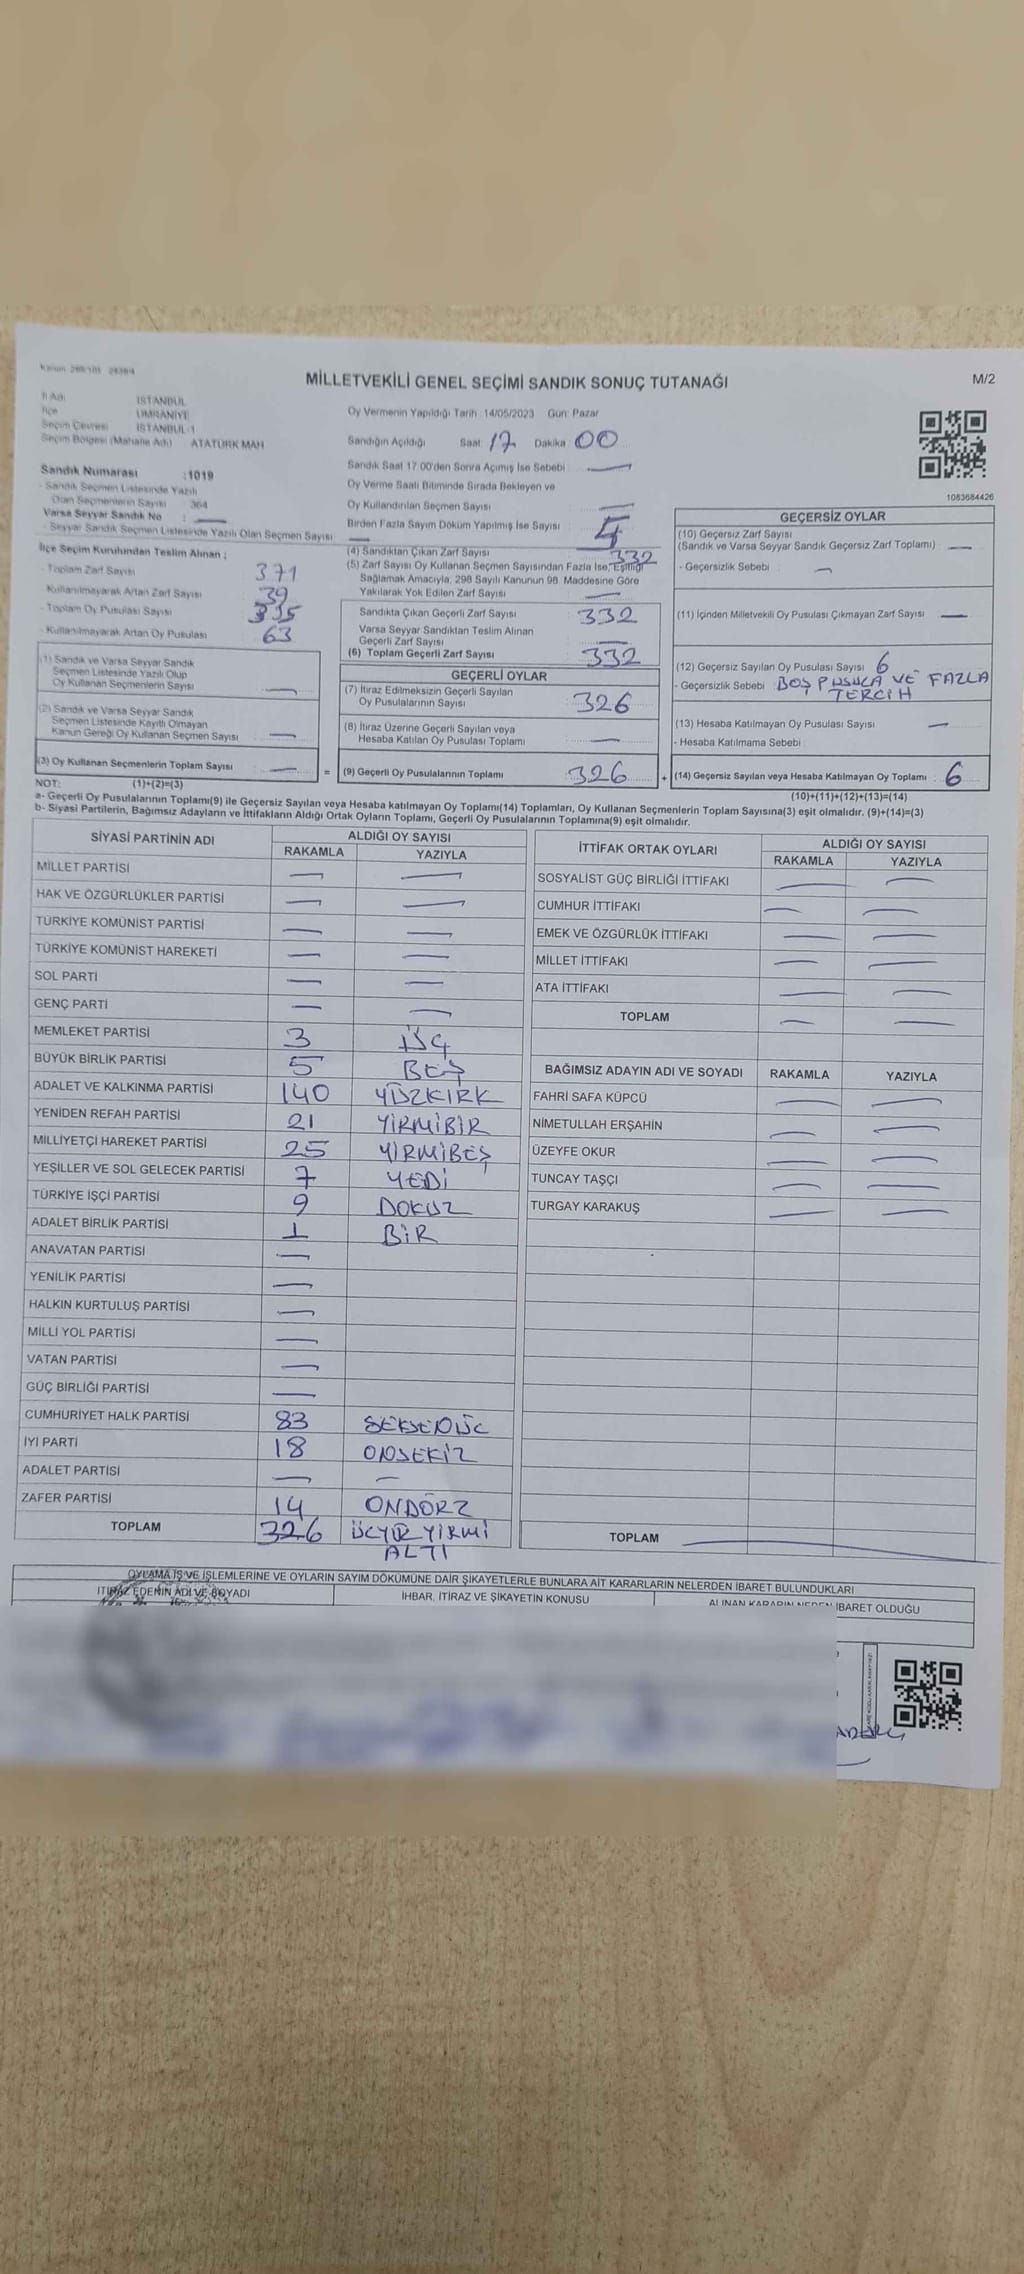 MİLLETVEKİLİ GENEL SEÇİMİ SANDIK SONUÇ TUTANAĞI
M/2
İl Adı İSTANBUL
İlçe ÜMRANİYE
Seçim Çevresi İSTANBUL-1
Seçim Bölgesi (Mahalle Adı) ATATÜRK MAH
Sandık Numarası :1019
- Sandık Seçmen Listesinde Yazılı
Olan Seçmenlerin Sayısı 364
Varsa Seyyar Sandık No : —
- Seyyar Sandık Seçmen Listesinde Yazılı Olan Seçmen Sayısı —
Oy Vermenin Yapıldığı Tarih :14/05/2023 Gün: Pazar
Sandığın Açıldığı Saat: 17 Dakika: 00
Sandık Saat 17:00'den Sonra Açılmış İse Sebebi : —
Oy Verme Saati Bitiminde Sırada Bekleyen ve
Oy Kullandırılan Seçmen Sayısı : —
Birden Fazla Sayım Döküm Yapılmış İse Sayısı :
1083684426
İlçe Seçim Kurulundan Teslim Alınan ;
- Toplam Zarf Sayısı 371
- Kullanılmayarak Artan Zarf Sayısı 39
- Toplam Oy Pusulası Sayısı
- Kullanılmayarak Artan Oy Pusulası 63
(1) Sandık ve Varsa Seyyar Sandık
Seçmen Listesinde Yazılı Olup
Oy Kullanan Seçmenlerin Sayısı : —
(2) Sandık ve Varsa Seyyar Sandık
Seçmen Listesinde Kayıtlı Olmayan
Kanun Gereği Oy Kullanan Seçmen Sayısı : —
(3) Oy Kullanan Seçmenlerin Toplam Sayısı : —
(4) Sandıktan Çıkan Zarf Sayısı : 332
(5) Zarf Sayısı Oy Kullanan Seçmen Sayısından Fazla İse, Eşitliği
Sağlamak Amacıyla, 298 Sayılı Kanunun 98. Maddesine Göre
Yakılarak Yok Edilen Zarf Sayısı : —
Sandıkta Çıkan Geçerli Zarf Sayısı : 332
Varsa Seyyar Sandıktan Teslim Alınan
Geçerli Zarf Sayısı : —
(6) Toplam Geçerli Zarf Sayısı : 332
GEÇERLİ OYLAR
(7) İtiraz Edilmeksizin Geçerli Sayılan
Oy Pusulalarının Sayısı : 326
(8) İtiraz Üzerine Geçerli Sayılan veya
Hesaba Katılan Oy Pusulası Toplamı : —
= (9) Geçerli Oy Pusulalarının Toplamı : 326 +
GEÇERSİZ OYLAR
(10) Geçersiz Zarf Sayısı
(Sandık ve Varsa Seyyar Sandık Geçersiz Zarf Toplamı) : —
- Geçersizlik Sebebi : —
(11) İçinden Milletvekili Oy Pusulası Çıkmayan Zarf Sayısı : —
(12) Geçersiz Sayılan Oy Pusulası Sayısı : 6
- Geçersizlik Sebebi : BOŞ PUSULA VE FAZLA
TERCİH
(13) Hesaba Katılmayan Oy Pusulası Sayısı : —
- Hesaba Katılmama Sebebi :
(14) Geçersiz Sayılan veya Hesaba Katılmayan Oy Toplamı : 6
NOT: (1)+(2)=(3)
(10)+(11)+(12)+(13)=(14)
a- Geçerli Oy Pusulalarının Toplamı(9) ile Geçersiz Sayılan veya Hesaba katılmayan Oy Toplamı(14) Toplamları, Oy Kullanan Seçmenlerin Toplam Sayısına(3) eşit olmalıdır. (9)+(14)=(3)
b- Siyasi Partilerin, Bağımsız Adayların ve İttifakların Aldığı Ortak Oyların Toplamı, Geçerli Oy Pusulalarının Toplamına(9) eşit olmalıdır.
SİYASİ PARTİNİN ADI ALDIĞI OY SAYISI
RAKAMLA YAZIYLA
MİLLET PARTİSİ — —
HAK VE ÖZGÜRLÜKLER PARTİSİ — —
TÜRKİYE KOMÜNİST PARTİSİ — —
TÜRKİYE KOMÜNİST HAREKETİ — —
SOL PARTİ — —
GENÇ PARTİ — —
MEMLEKET PARTİSİ 3 ÜÇ
BÜYÜK BİRLİK PARTİSİ 5 BEŞ
ADALET VE KALKINMA PARTİSİ 140 YÜZKIRK
YENİDEN REFAH PARTİSİ 21 YİRMİBİR
MİLLİYETÇİ HAREKET PARTİSİ 25 YİRMİBEŞ
YEŞİLLER VE SOL GELECEK PARTİSİ 7 YEDİ
TÜRKİYE İŞÇİ PARTİSİ 9 DOKUZ
ADALET BİRLİK PARTİSİ 1 BİR
ANAVATAN PARTİSİ —
YENİLİK PARTİSİ —
HALKIN KURTULUŞ PARTİSİ —
MİLLİ YOL PARTİSİ —
VATAN PARTİSİ —
GÜÇ BİRLİĞİ PARTİSİ —
CUMHURİYET HALK PARTİSİ 83 SEKSENÜÇ
İYİ PARTİ 18 ONSEKİZ
ADALET PARTİSİ — —
ZAFER PARTİSİ 14 ONDÖRZ
TOPLAM 326 ÜÇYÜZYİRMİ
ALTI
İTTİFAK ORTAK OYLARI ALDIĞI OY SAYISI
RAKAMLA YAZIYLA
SOSYALİST GÜÇ BİRLİĞİ İTTİFAKI — —
CUMHUR İTTİFAKI — —
EMEK VE ÖZGÜRLÜK İTTİFAKI — —
MİLLET İTTİFAKI — —
ATA İTTİFAKI — —
TOPLAM — —
BAĞIMSIZ ADAYIN ADI VE SOYADI RAKAMLA YAZIYLA
FAHRİ SAFA KÜPCÜ — —
NİMETULLAH ERŞAHİN — —
ÜZEYFE OKUR — —
TUNCAY TAŞÇI — —
TURGAY KARAKUŞ — —
TOPLAM —
OYLAMA İŞ VE İŞLEMLERİNE VE OYLARIN SAYIM DÖKÜMÜNE DAİR ŞİKAYETLERLE BUNLARA AİT KARARLARIN NELERDEN İBARET BULUNDUKLARI
İTİRAZ EDENİN ADI VE SOYADI
İHBAR, İTİRAZ VE ŞİKAYETİN KONUSU
ALINAN KARARIN NEDEN İBARET OLDUĞU